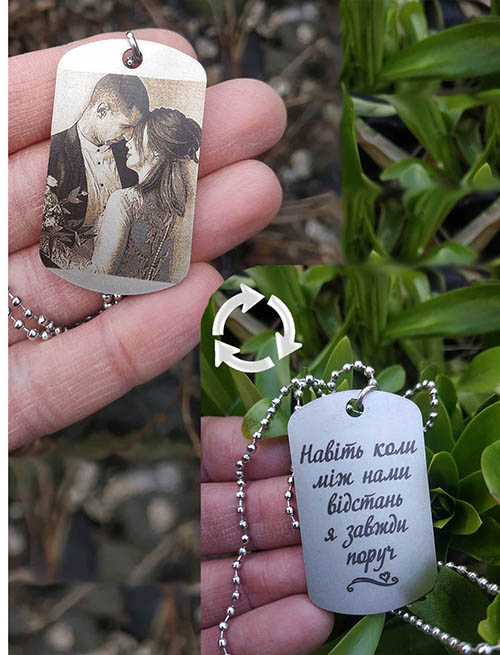 Навіть коли
між нами
відстань
я завжди
поруч